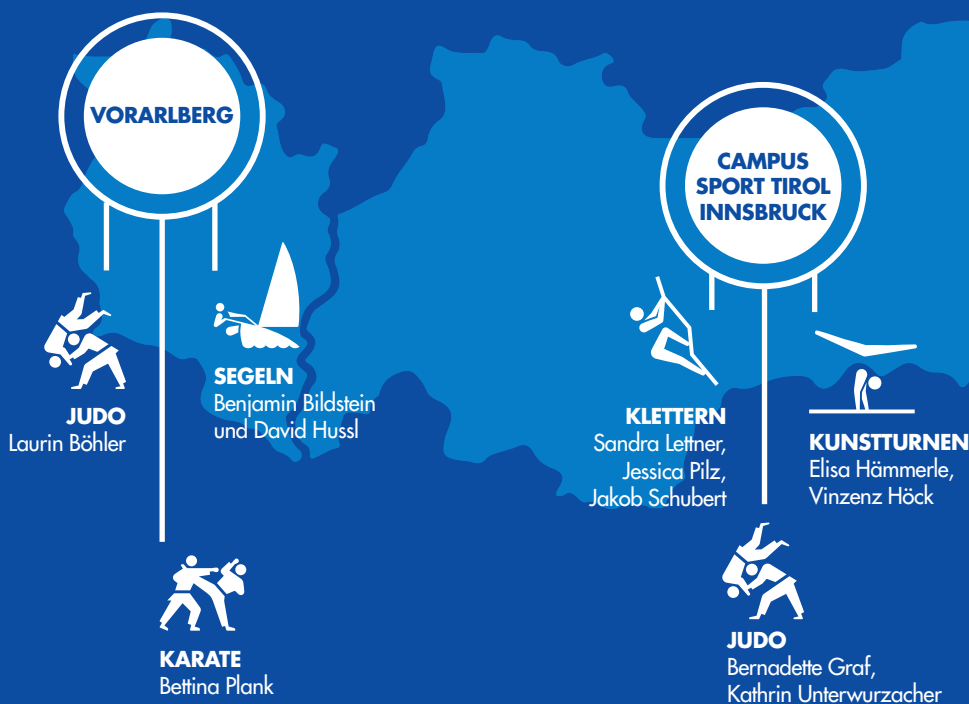 VORARLBERG
JUDO
Laurin Böhler
SEGELN
Benjamin Bildstein
und David Hussl
KARATE
Bettina Plank
CAMPUS
SPORT TIROL
INNSBRUCK
KLETTERN
Sandra Lettner,
Jessica Pilz,
Jakob Schubert
KUNSTTURNEN
Elisa Hämmerle,
Vinzenz Höck
JUDO
Bernadette Graf,
Kathrin Unterwurzacher